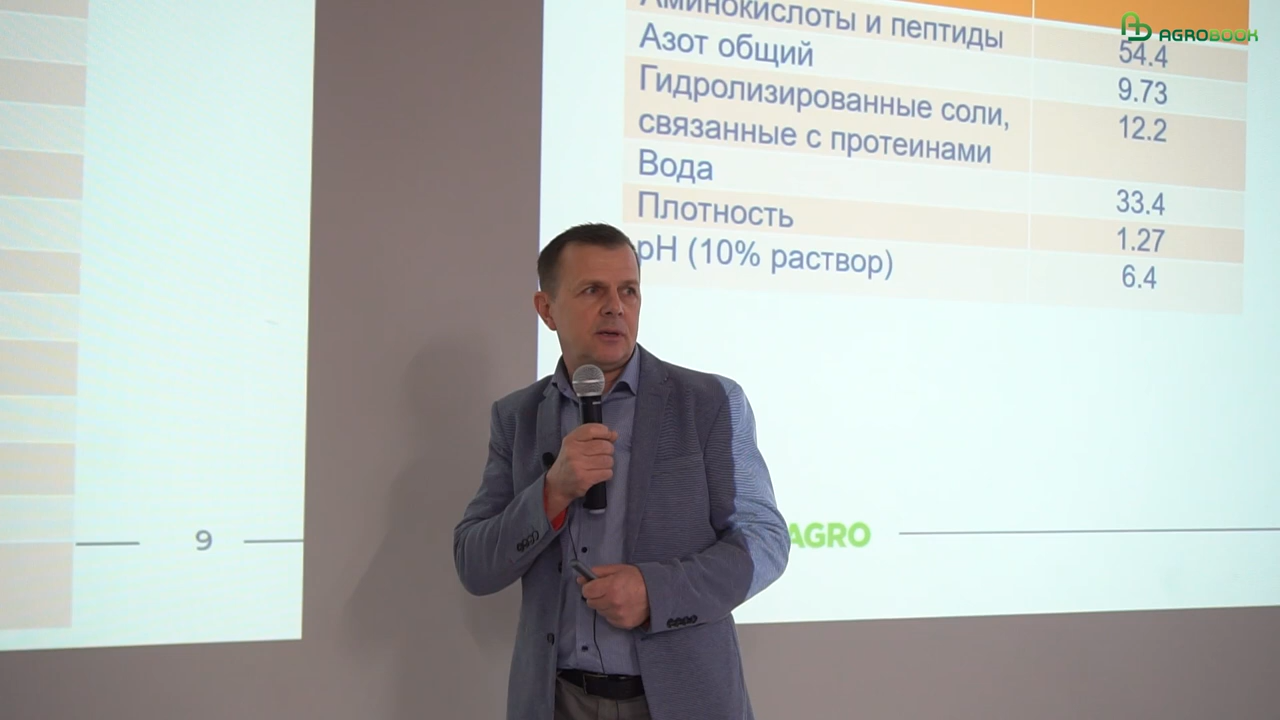 AGROBOOK
Аминокислоты и пептиды
54.4
Азот общий
9.73
Гидролизированные соли,
связанные с протеинами
12.2
Вода
33.4
Плотность
1.27
pH (10% раствор)
6.4
9
AGRO